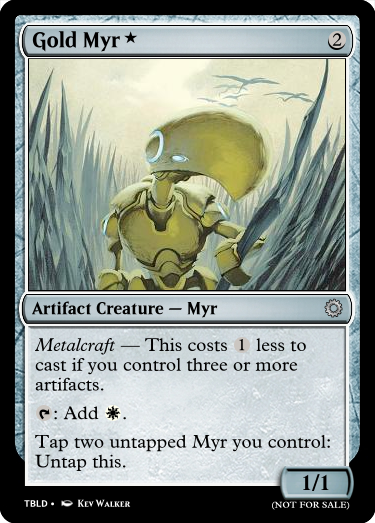 Gold Myr ★ 2
Artifact Creature — Myr
Metalcraft — This costs 1 less to
cast if you control three or more
artifacts.
: Add .
Tap two untapped Myr you control:
Untap this.
1/1
TBLD • Kev Walker
(NOT FOR SALE)